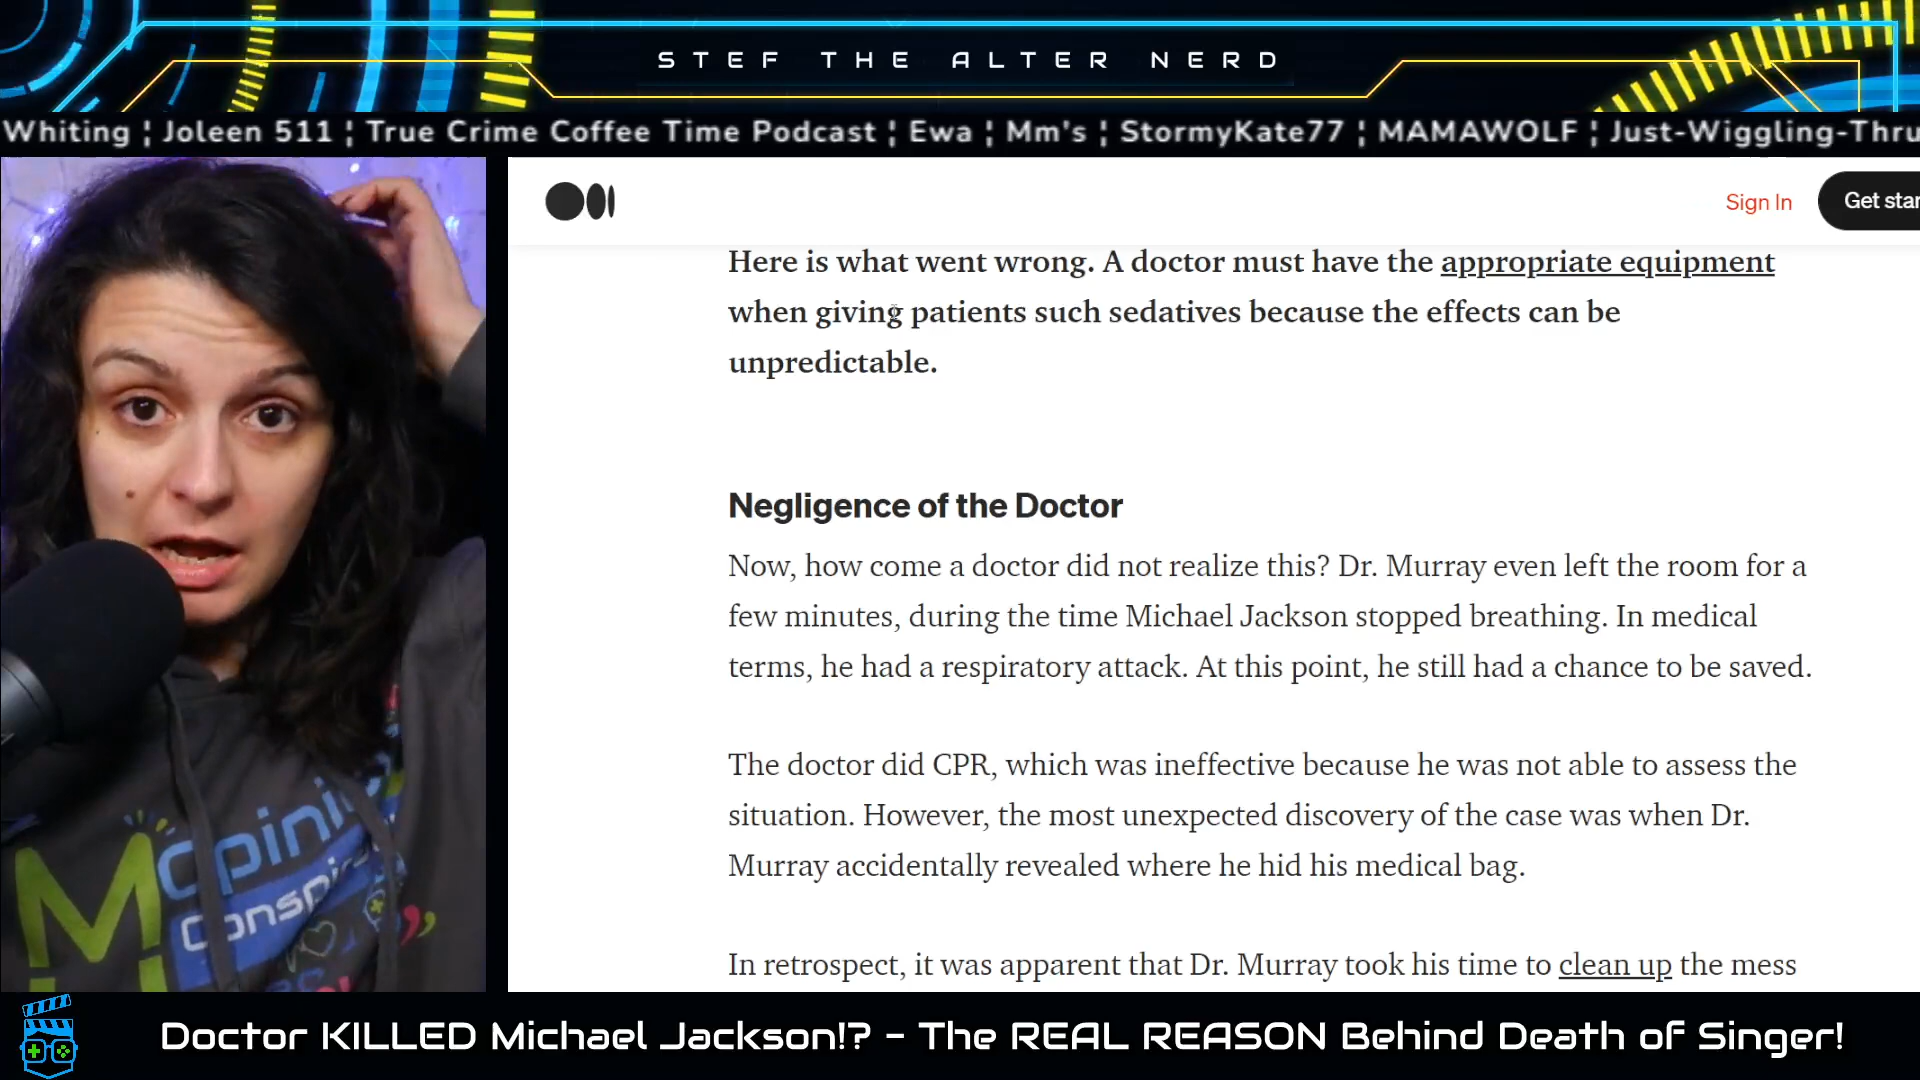 STEF THE ALTER NERD
Whiting ¦ Joleen 511 ¦ True Crime Coffee Time Podcast ¦ Ewa ¦ Mm's ¦ StormyKate77 ¦ MAMAWOLF ¦ Just-Wiggling-Thru
Sign In
Get star
Here is what went wrong. A doctor must have the appropriate equipment
when giving patients such sedatives because the effects can be
unpredictable.
Negligence of the Doctor
Now, how come a doctor did not realize this? Dr. Murray even left the room for a
few minutes, during the time Michael Jackson stopped breathing. In medical
terms, he had a respiratory attack. At this point, he still had a chance to be saved.
The doctor did CPR, which was ineffective because he was not able to assess the
situation. However, the most unexpected discovery of the case was when Dr.
Murray accidentally revealed where he hid his medical bag.
In retrospect, it was apparent that Dr. Murray took his time to clean up the mess
M
Opini
Conspi
Doctor KILLED Michael Jackson!? - The REAL REASON Behind Death of Singer!